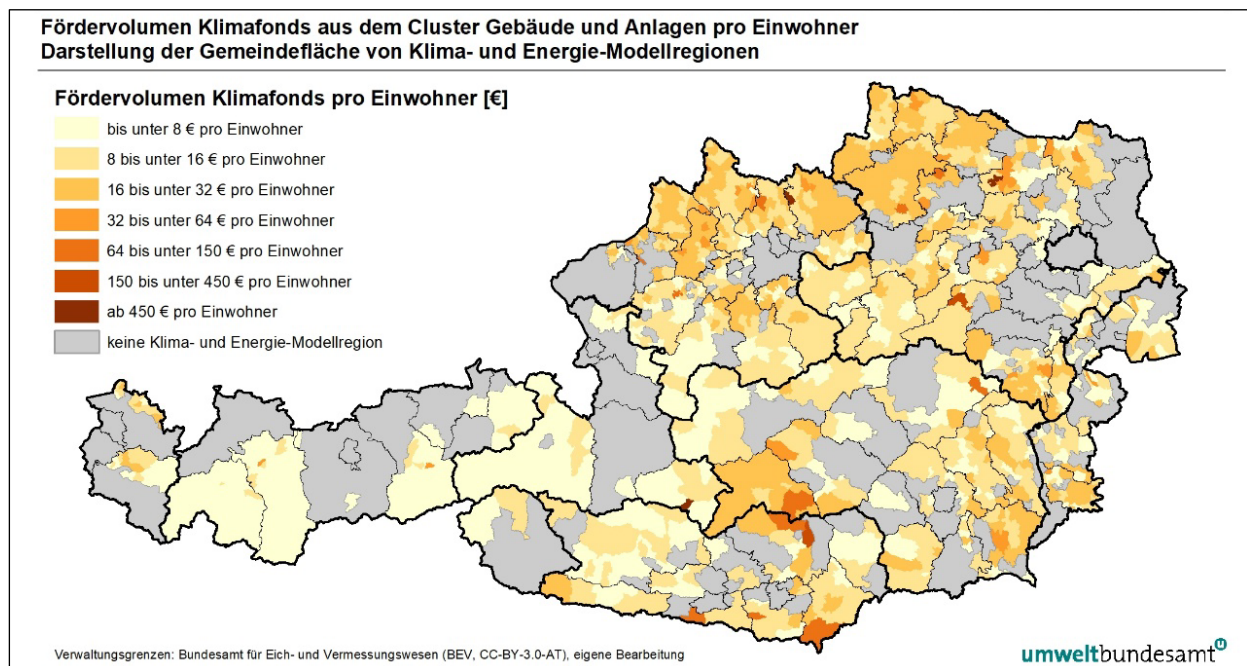 Fördervolumen Klimafonds aus dem Cluster Gebäude und Anlagen pro Einwohner
Darstellung der Gemeindefläche von Klima- und Energie-Modellregionen
Fördervolumen Klimafonds pro Einwohner [€]
bis unter 8 € pro Einwohner
8 bis unter 16 € pro Einwohner
16 bis unter 32 € pro Einwohner
32 bis unter 64 € pro Einwohner
64 bis unter 150 € pro Einwohner
150 bis unter 450 € pro Einwohner
ab 450 € pro Einwohner
keine Klima- und Energie-Modellregion
Verwaltungsgrenzen: Bundesamt für Eich- und Vermessungswesen (BEV, CC-BY-3.0-AT), eigene Bearbeitung
umweltbundesamt u